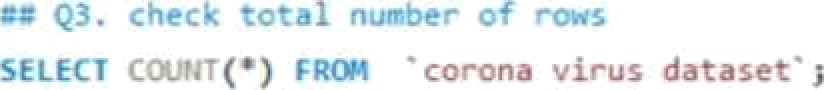 ## Q3. check total number of rows
SELECT COUNT(*) FROM `corona virus dataset`;